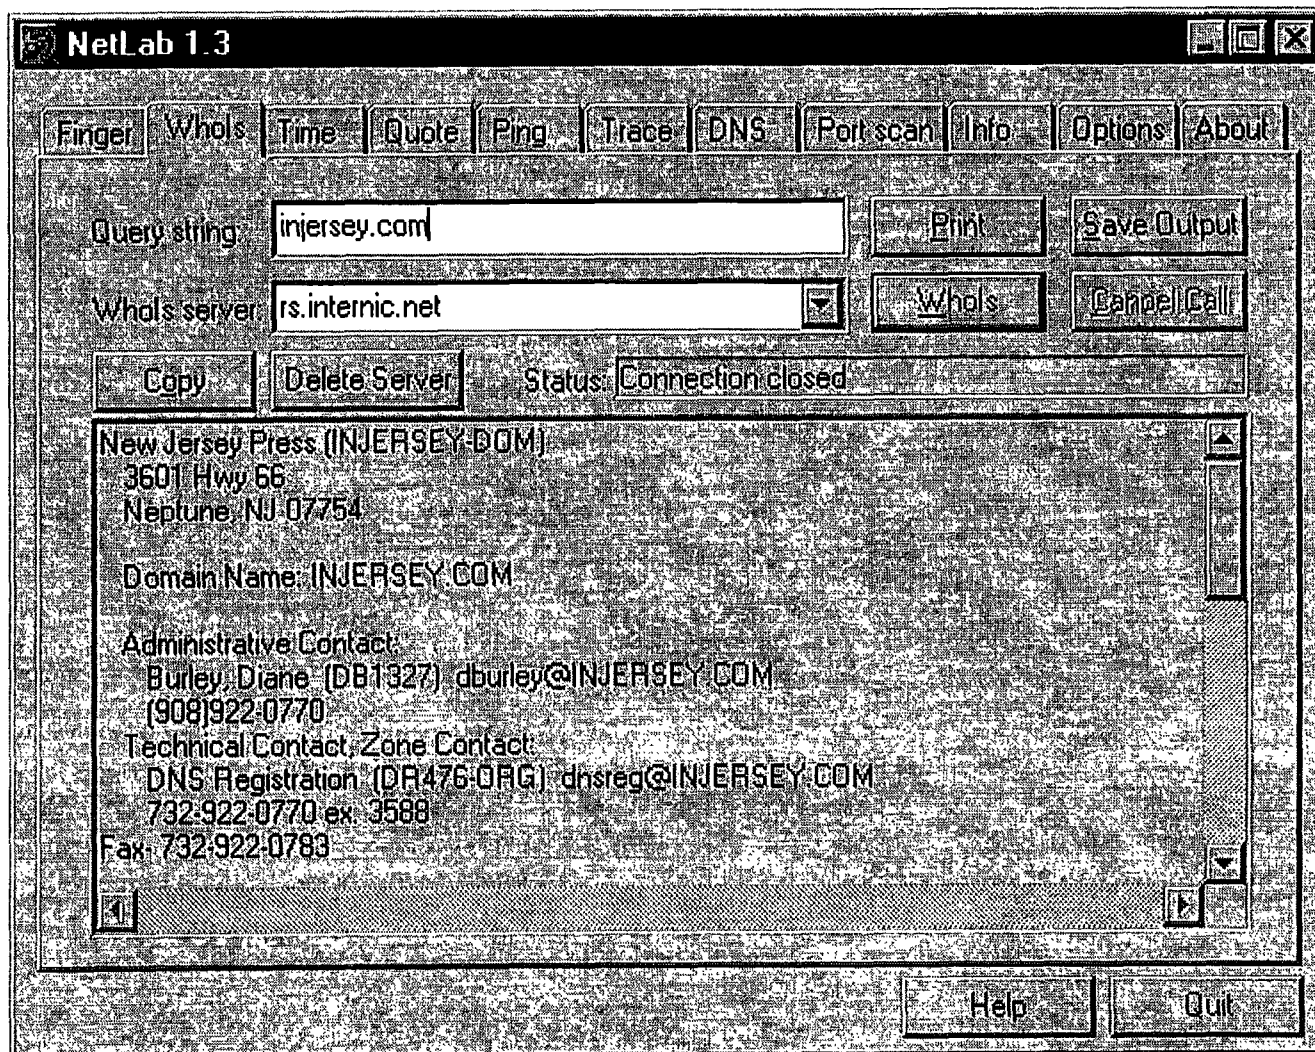 NetLab 1.3
Finger WhoIs Time Quote Ping Trace DNS Port scan Info Options About
Query string: injersey.com Print Save Output
WhoIs server rs.internic.net WhoIs Cancel Call
Copy Delete Server Status: Connection closed
New Jersey Press (INJERSEY-DOM)
3601 Hwy 66
Neptune, NJ 07754
Domain Name: INJERSEY.COM
Administrative Contact:
Burley, Diane (DB1327) dburley@INJERSEY.COM
(908)922-0770
Technical Contact, Zone Contact:
DNS Registration (DR476-ORG) dnsreg@INJERSEY.COM
732-922-0770 ex. 3588
Fax- 732-922-0783
Help Quit